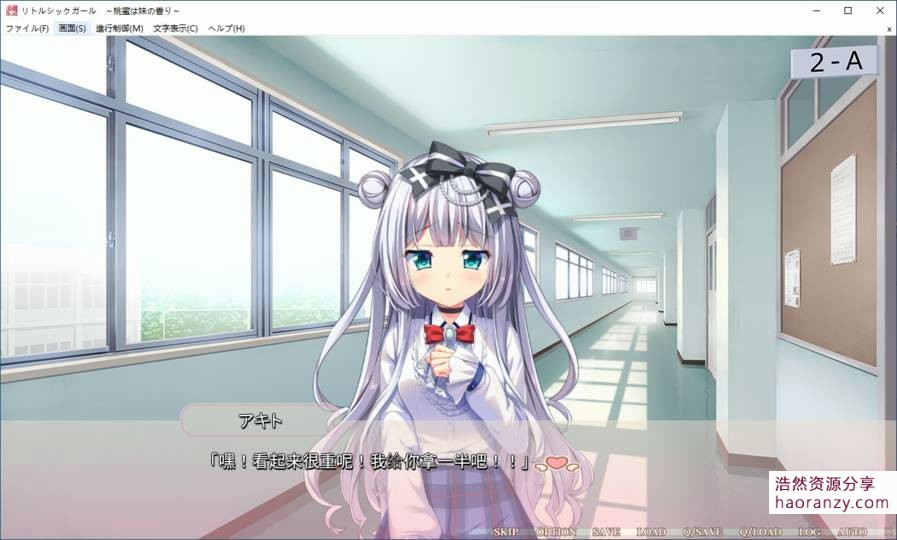 リトルシックガール ～桃蜜は妹の香り～
ファイル(F) 画面(S) 進行制御(M) 文字表示(C) ヘルプ(H) x
2-A
アキト
「嘿！看起来很重呢！我给你拿一半吧！！」
浩然资源分享
haoranzy.com
SKIP OPTION SAVE LOAD Q/SAVE Q/LOAD LOG AUTO ×